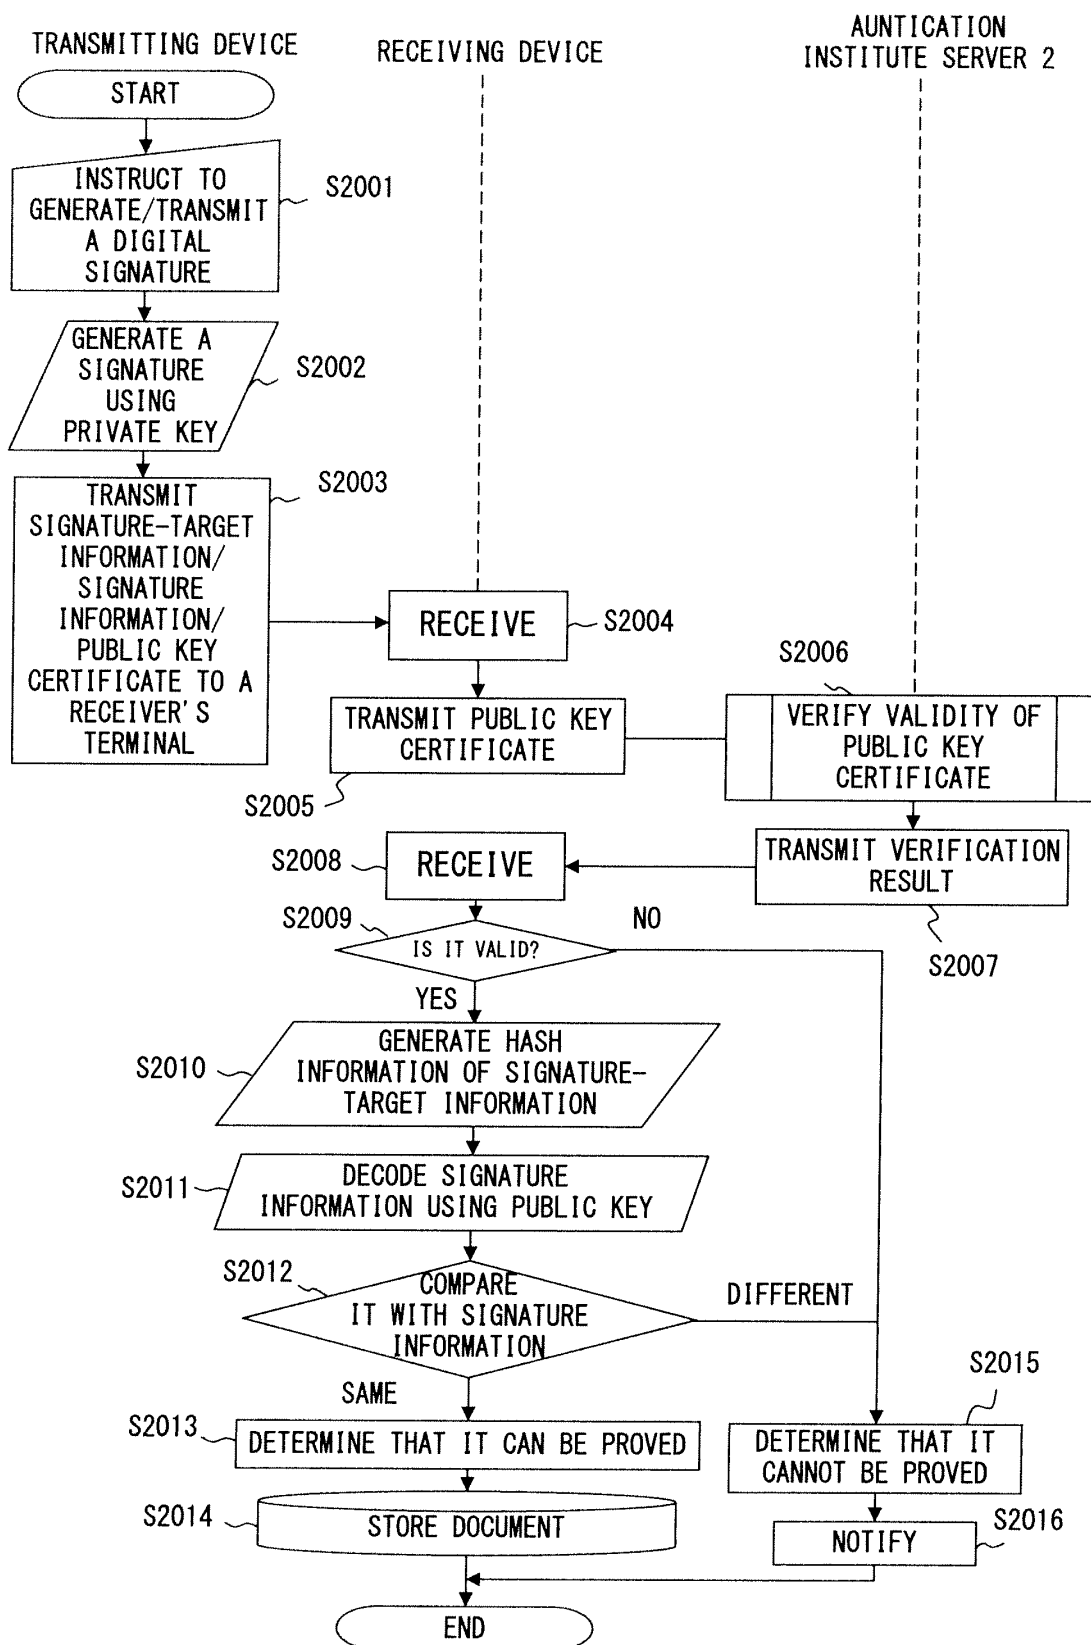 TRANSMITTING DEVICE
RECEIVING DEVICE
AUNTICATION
INSTITUTE SERVER 2
START
INSTRUCT TO
GENERATE/TRANSMIT
A DIGITAL
SIGNATURE
S2001
GENERATE A
SIGNATURE
USING
PRIVATE KEY
S2002
TRANSMIT
SIGNATURE-TARGET
INFORMATION/
SIGNATURE
INFORMATION/
PUBLIC KEY
CERTIFICATE TO A
RECEIVER'S
TERMINAL
S2003
RECEIVE
S2004
TRANSMIT PUBLIC KEY
CERTIFICATE
S2005
S2006
VERIFY VALIDITY OF
PUBLIC KEY
CERTIFICATE
TRANSMIT VERIFICATION
RESULT
S2007
S2008
RECEIVE
S2009
IS IT VALID?
NO
YES
S2010
GENERATE HASH
INFORMATION OF SIGNATURE-
TARGET INFORMATION
S2011
DECODE SIGNATURE
INFORMATION USING PUBLIC KEY
S2012
COMPARE
IT WITH SIGNATURE
INFORMATION
DIFFERENT
SAME
S2013
DETERMINE THAT IT CAN BE PROVED
S2014
STORE DOCUMENT
S2015
DETERMINE THAT IT
CANNOT BE PROVED
NOTIFY
S2016
END